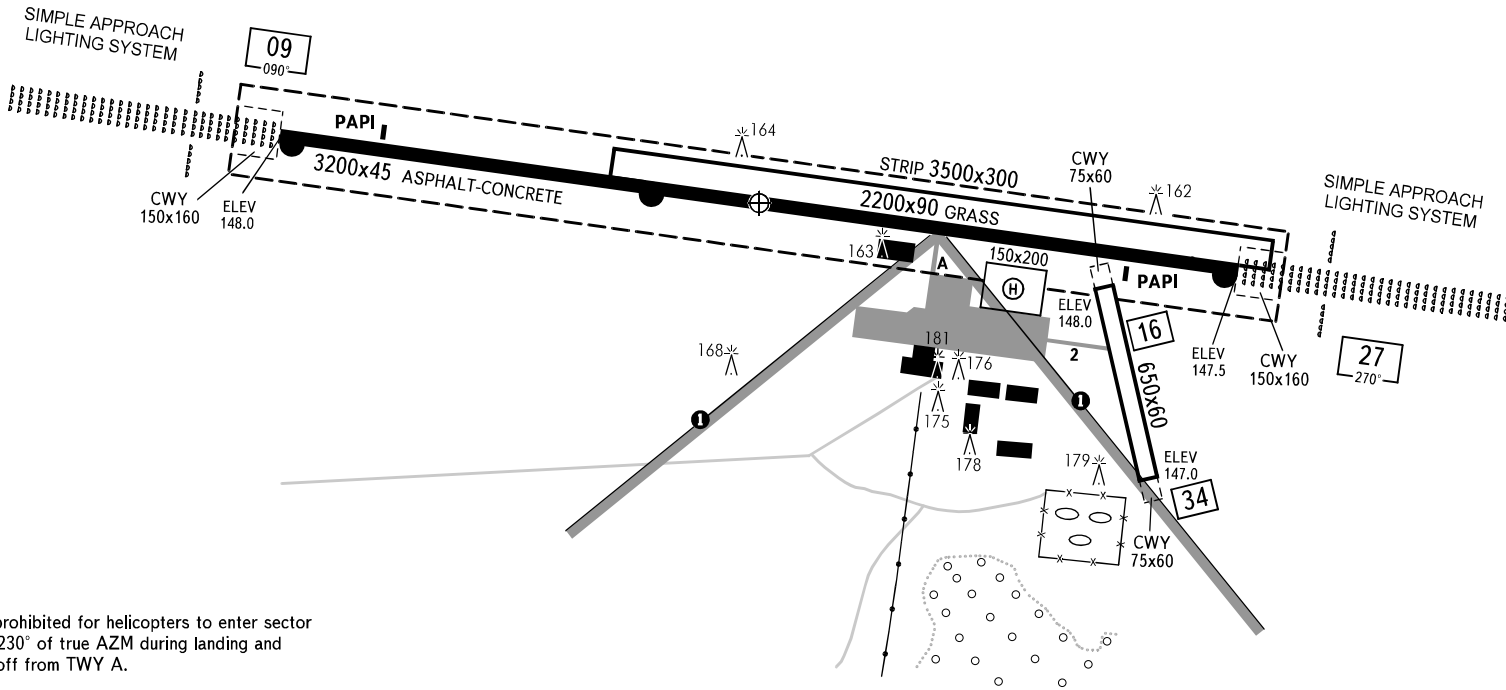 SIMPLE APPROACH
LIGHTING SYSTEM
09
090°
PAPI
164
STRIP 3500x300
CWY
75x60
162
SIMPLE APPROACH
LIGHTING SYSTEM
3200x45 ASPHALT-CONCRETE
2200x90 GRASS
CWY
150x160
ELEV
148.0
163
A
150x200
H
PAPI
ELEV
148.0
16
2
ELEV
147.5
CWY
150x160
27
270°
168
181
176
175
1
1
650x60
178
179
ELEV
147.0
34
CWY
75x60
prohibited for helicopters to enter sector
230° of true AZM during landing and
off from TWY A.